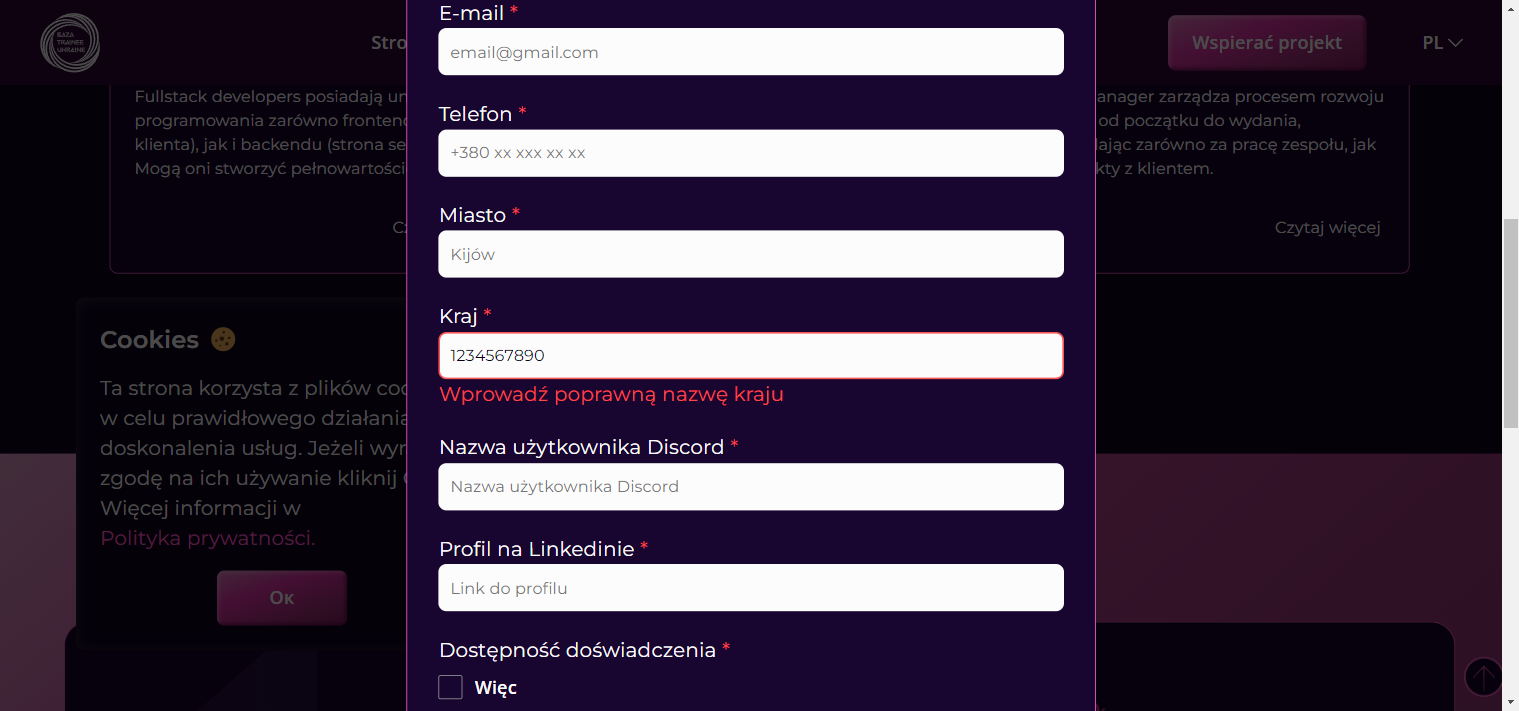 E-mail *
BAZA
TRAINEE
UKRAINE
Stro
Wspierać projekt
PL
email@gmail.com
Fullstack developers posiadają un
programowania zarówno frontend
klienta), jak i backendu (strona se
Mogą oni stworzyć pełnowartości
anager zarządza procesem rozwoju
od początku do wydania,
lając zarówno za pracę zespołu, jak
kty z klientem.
Telefon *
+380 xx xxx xx xx
Miasto *
Kijów
Cz
Czytaj więcej
Kraj *
1234567890
Wprowadź poprawną nazwę kraju
Cookies
Ta strona korzysta z plików coo
w celu prawidłowego działania
doskonalenia usług. Jeżeli wyr
zgodę na ich używanie kliknij
Więcej informacji w
Polityka prywatności.
Ок
Nazwa użytkownika Discord *
Nazwa użytkownika Discord
Profil na Linkedinie *
Link do profilu
Dostępność doświadczenia *
Więc